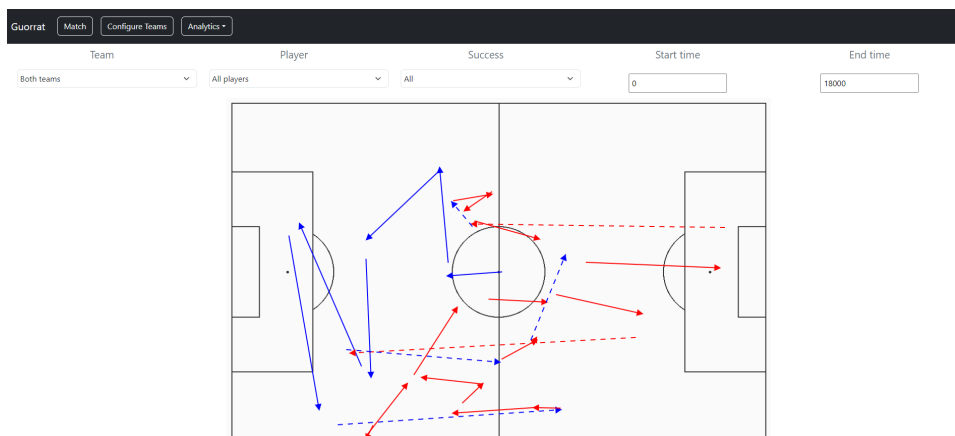 Guorrat Match Configure Teams Analytics
Team Player Success Start time End time
Both teams All players All 0 18000